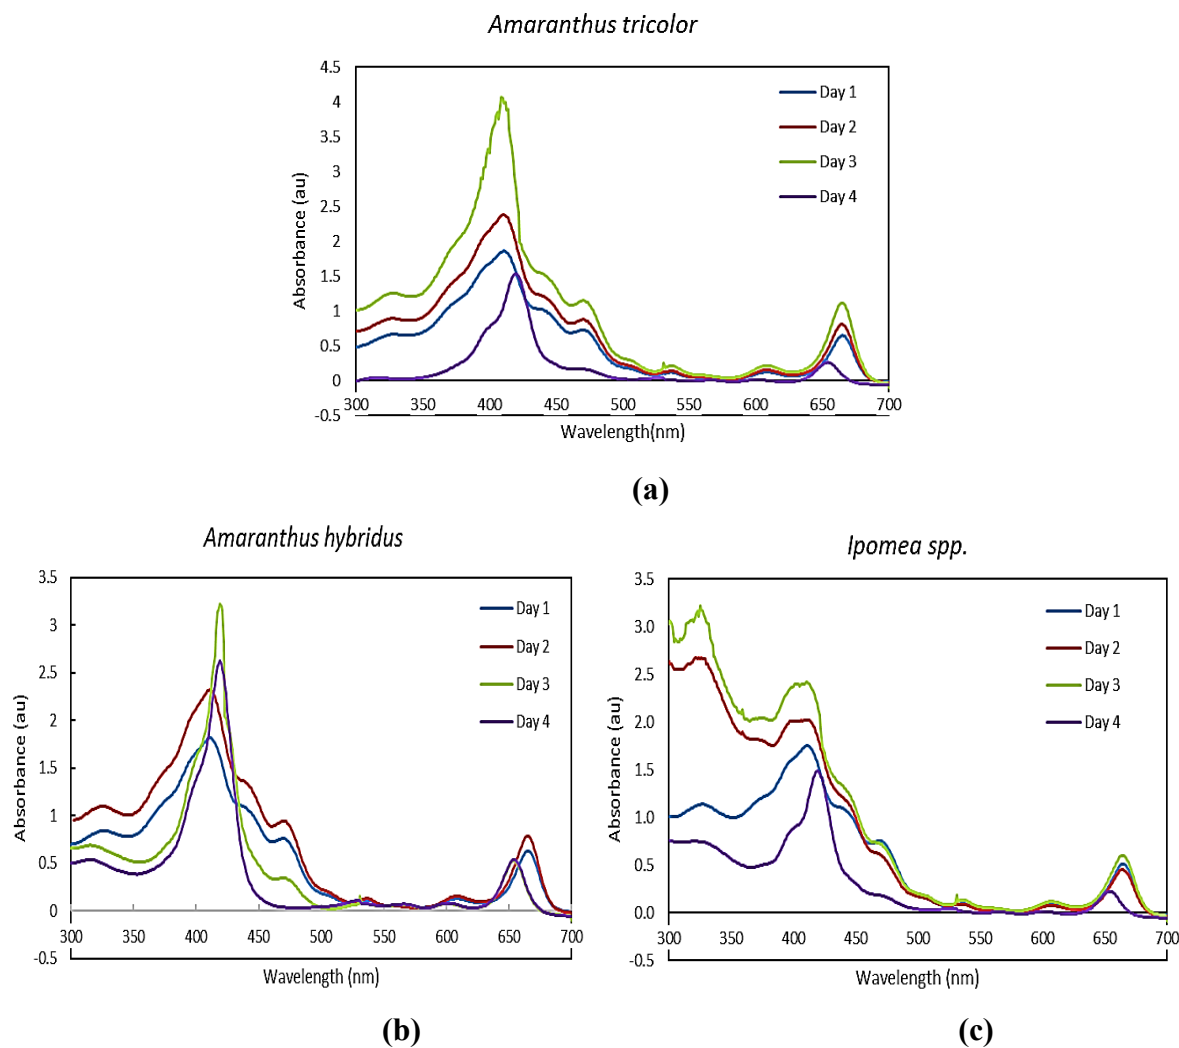 Amaranthus tricolor
4.5
4
3.5
3
2.5
2
1.5
1
0.5
0
-0.5
Absorbance (au)
Day 1
Day 2
Day 3
Day 4
300 350 400 450 500 550 600 650 700
Wavelength(nm)
(a)
Amaranthus hybridus
3.5
3
2.5
2
1.5
1
0.5
0
-0.5
Absorbance (au)
Day 1
Day 2
Day 3
Day 4
300 350 400 450 500 550 600 650 700
Wavelength (nm)
(b)
Ipomea spp.
3.5
3.0
2.5
2.0
1.5
1.0
0.5
0.0
-0.5
Absorbance (au)
Day 1
Day 2
Day 3
Day 4
300 350 400 450 500 550 600 650 700
Wavelength (nm)
(c)